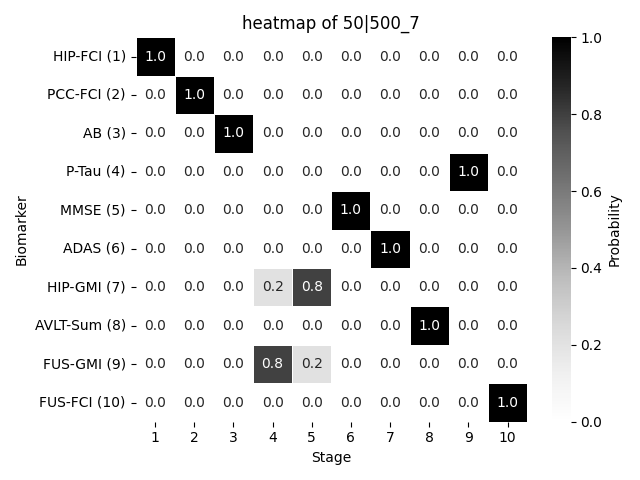 heatmap of 50|500_7
HIP-FCI (1) 1.0 0.0 0.0 0.0 0.0 0.0 0.0 0.0 0.0 0.0
PCC-FCI (2) 0.0 1.0 0.0 0.0 0.0 0.0 0.0 0.0 0.0 0.0
AB (3) 0.0 0.0 1.0 0.0 0.0 0.0 0.0 0.0 0.0 0.0
P-Tau (4) 0.0 0.0 0.0 0.0 0.0 0.0 0.0 0.0 1.0 0.0
MMSE (5) 0.0 0.0 0.0 0.0 0.0 1.0 0.0 0.0 0.0 0.0
ADAS (6) 0.0 0.0 0.0 0.0 0.0 0.0 1.0 0.0 0.0 0.0
HIP-GMI (7) 0.0 0.0 0.0 0.2 0.8 0.0 0.0 0.0 0.0 0.0
AVLT-Sum (8) 0.0 0.0 0.0 0.0 0.0 0.0 0.0 1.0 0.0 0.0
FUS-GMI (9) 0.0 0.0 0.0 0.8 0.2 0.0 0.0 0.0 0.0 0.0
FUS-FCI (10) 0.0 0.0 0.0 0.0 0.0 0.0 0.0 0.0 0.0 1.0
1 2 3 4 5 6 7 8 9 10
Stage
Biomarker
1.0
0.8
0.6
0.4
0.2
0.0
Probability